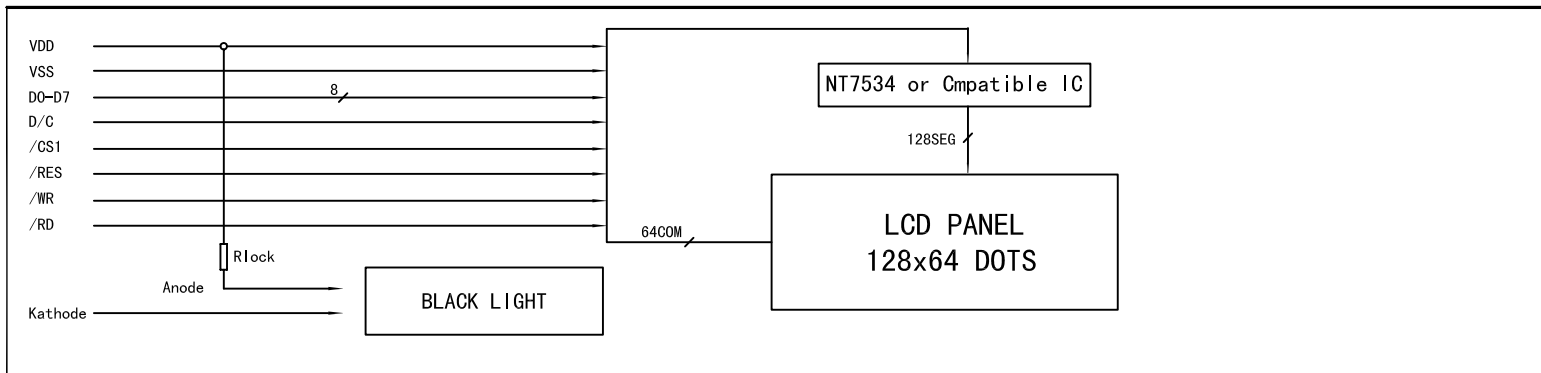 VDD
VSS
D0-D7
8
D/C
/CS1
/RES
/WR
/RD
Rlock
Anode
Kathode
BLACK LIGHT
NT7534 or Cmpatible IC
128SEG
64COM
LCD PANEL
128x64 DOTS